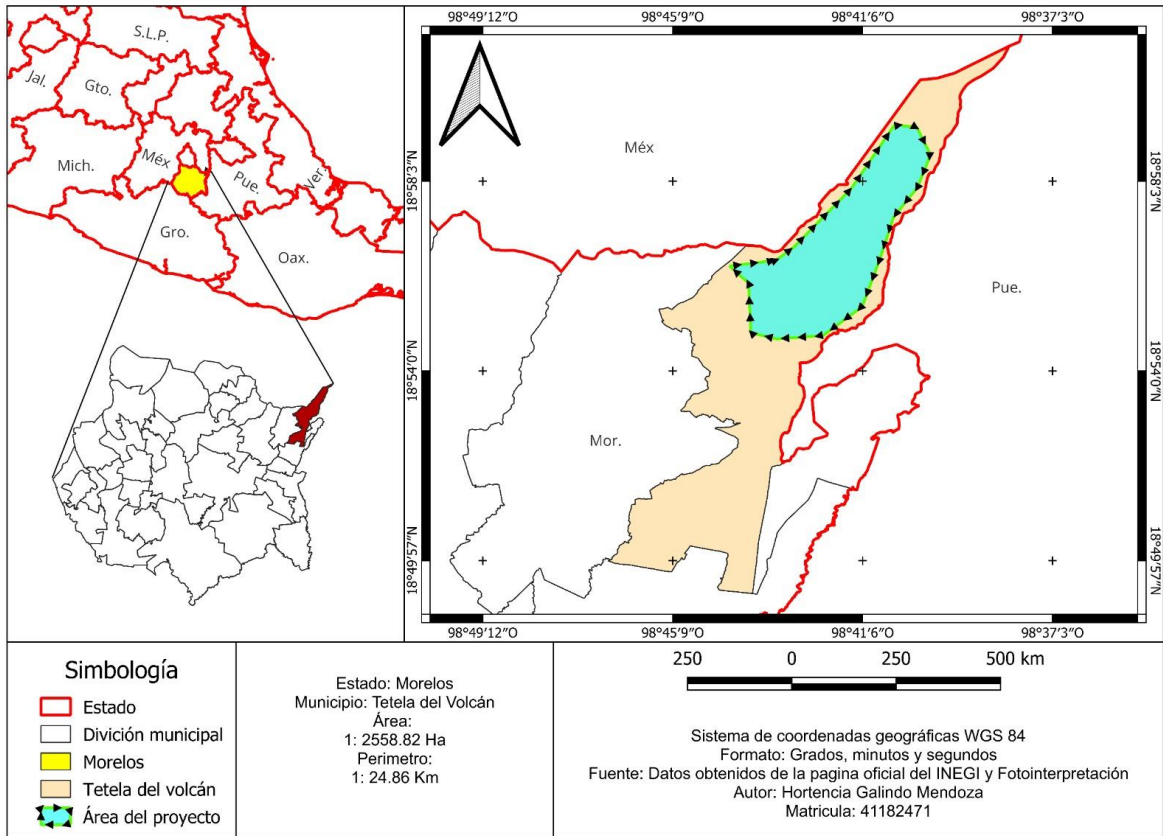 S.L.P.
Jal.
Gto.
Mich.
Méx
Pue.
Ver.
Gro.
Oax.
98°49'12"O 98°45'9"O 98°41'6"O 98°37'3"O
Méx
18°58'3"N
18°58'3"N
Pue.
18°54'0"N
18°54'0"N
Mor.
18°49'57"N
18°49'57"N
98°49'12"O 98°45'9"O 98°41'6"O 98°37'3"O
Simbología
Estado
División municipal
Morelos
Tetela del volcán
Área del proyecto
Estado: Morelos
Municipio: Tetela del Volcán
Área:
1: 2558.82 Ha
Perimetro:
1: 24.86 Km
250 0 250 500 km
Sistema de coordenadas geográficas WGS 84
Formato: Grados, minutos y segundos
Fuente: Datos obtenidos de la pagina oficial del INEGI y Fotointerpretación
Autor: Hortencia Galindo Mendoza
Matricula: 41182471